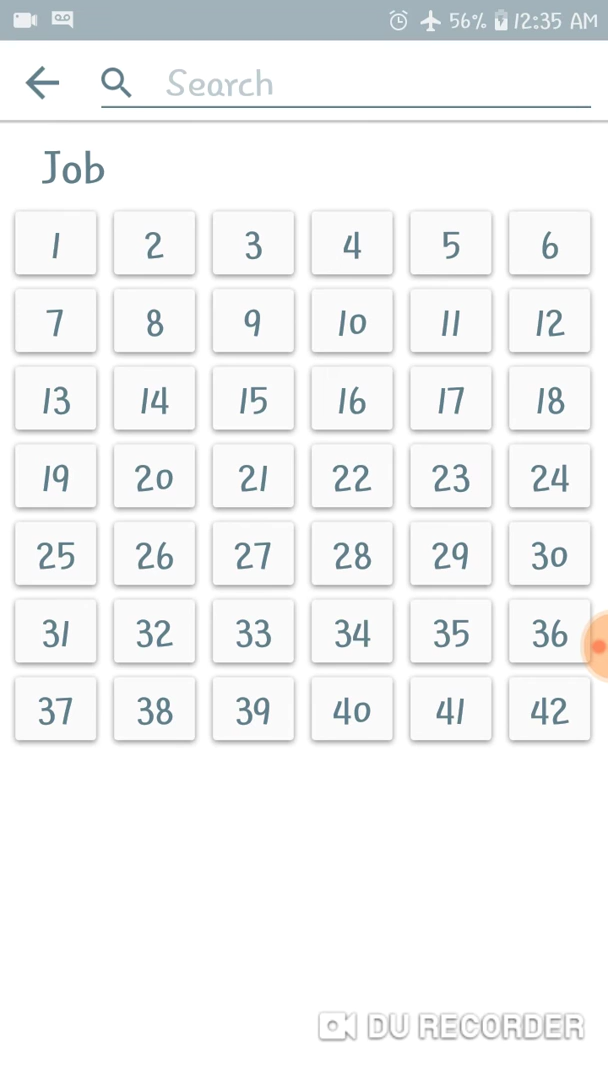 56% 12:35 AM
Search
Job
1 2 3 4 5 6
7 8 9 10 11 12
13 14 15 16 17 18
19 20 21 22 23 24
25 26 27 28 29 30
31 32 33 34 35 36
37 38 39 40 41 42
DU RECORDER